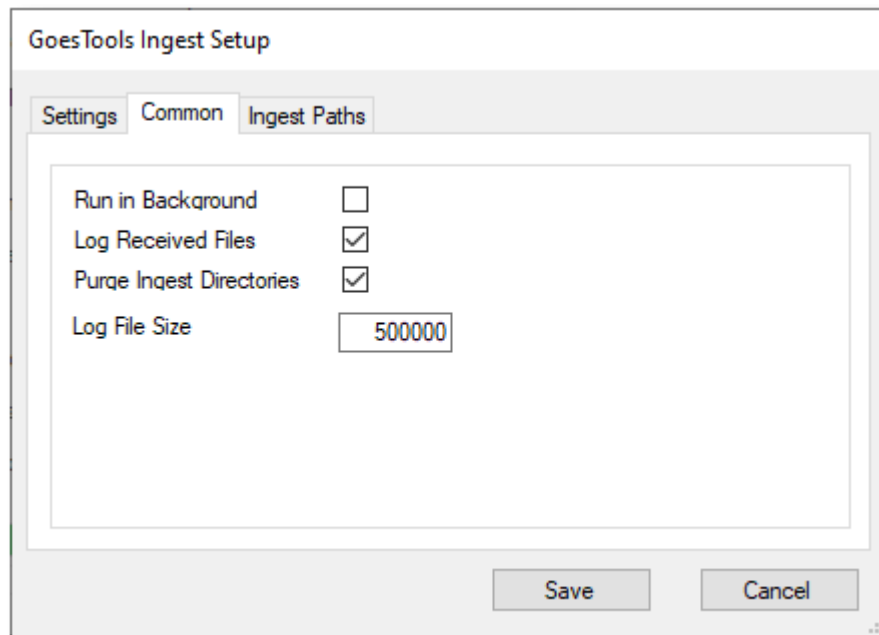 GoesTools Ingest Setup
Settings Common Ingest Paths
Run in Background
Log Received Files
Purge Ingest Directories
Log File Size 500000
Save Cancel